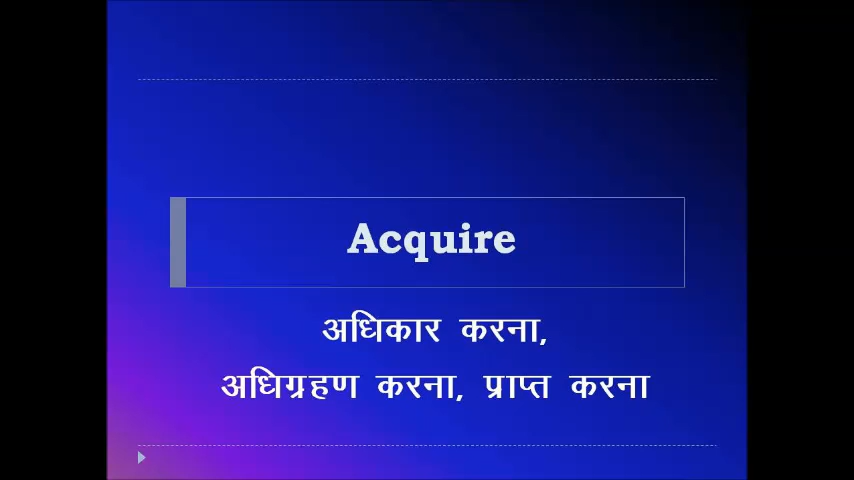 Acquire
अधिकार करना,
अधिग्रहण करना, प्राप्त करना